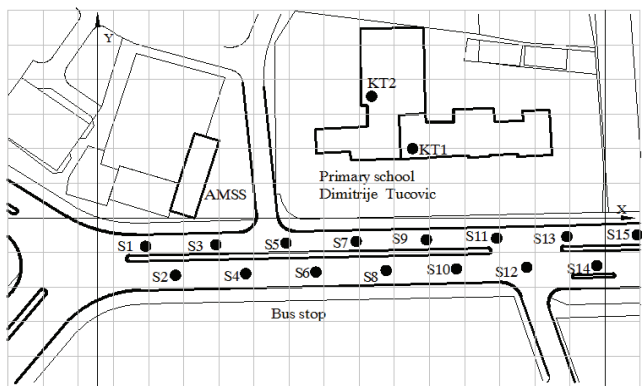 Y
KT2
KT1
Primary school
Dimitrije Tucovic
AMSS
X
S1
S3
S5
S7
S9
S11
S13
S15
S2
S4
S6
S8
S10
S12
S14
Bus stop